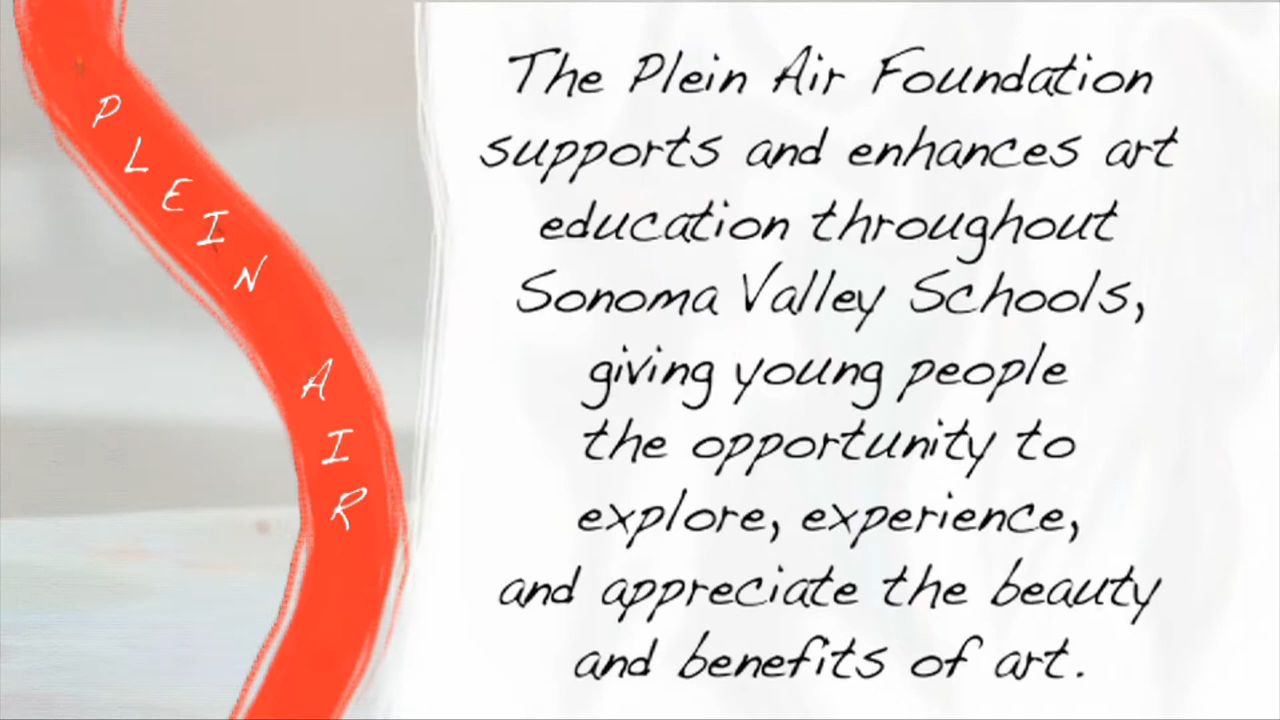 PLEIN AIR
The Plein Air Foundation
supports and enhances art
education throughout
Sonoma Valley Schools,
giving young people
the opportunity to
explore, experience,
and appreciate the beauty
and benefits of art.